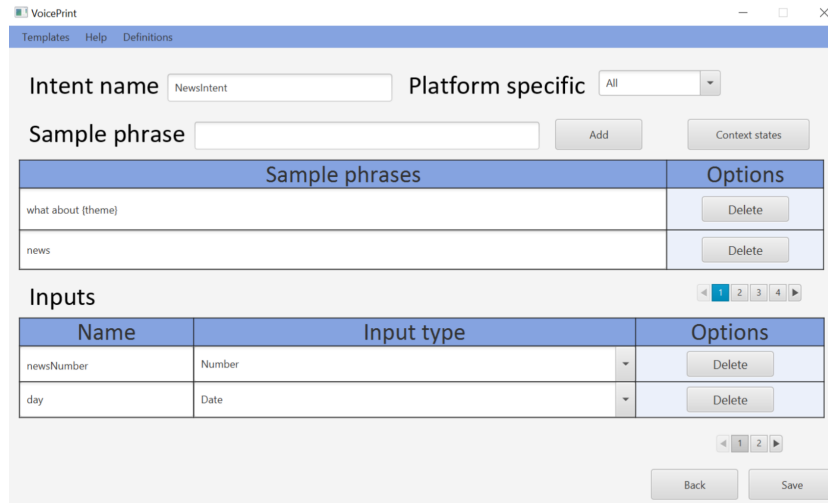 VoicePrint
Templates Help Definitions
Intent name NewsIntent Platform specific All
Sample phrase Add Context states
Sample phrases Options
what about {theme} Delete
news Delete
1 2 3 4
Inputs
Name Input type Options
newsNumber Number Delete
day Date Delete
1 2
Back Save